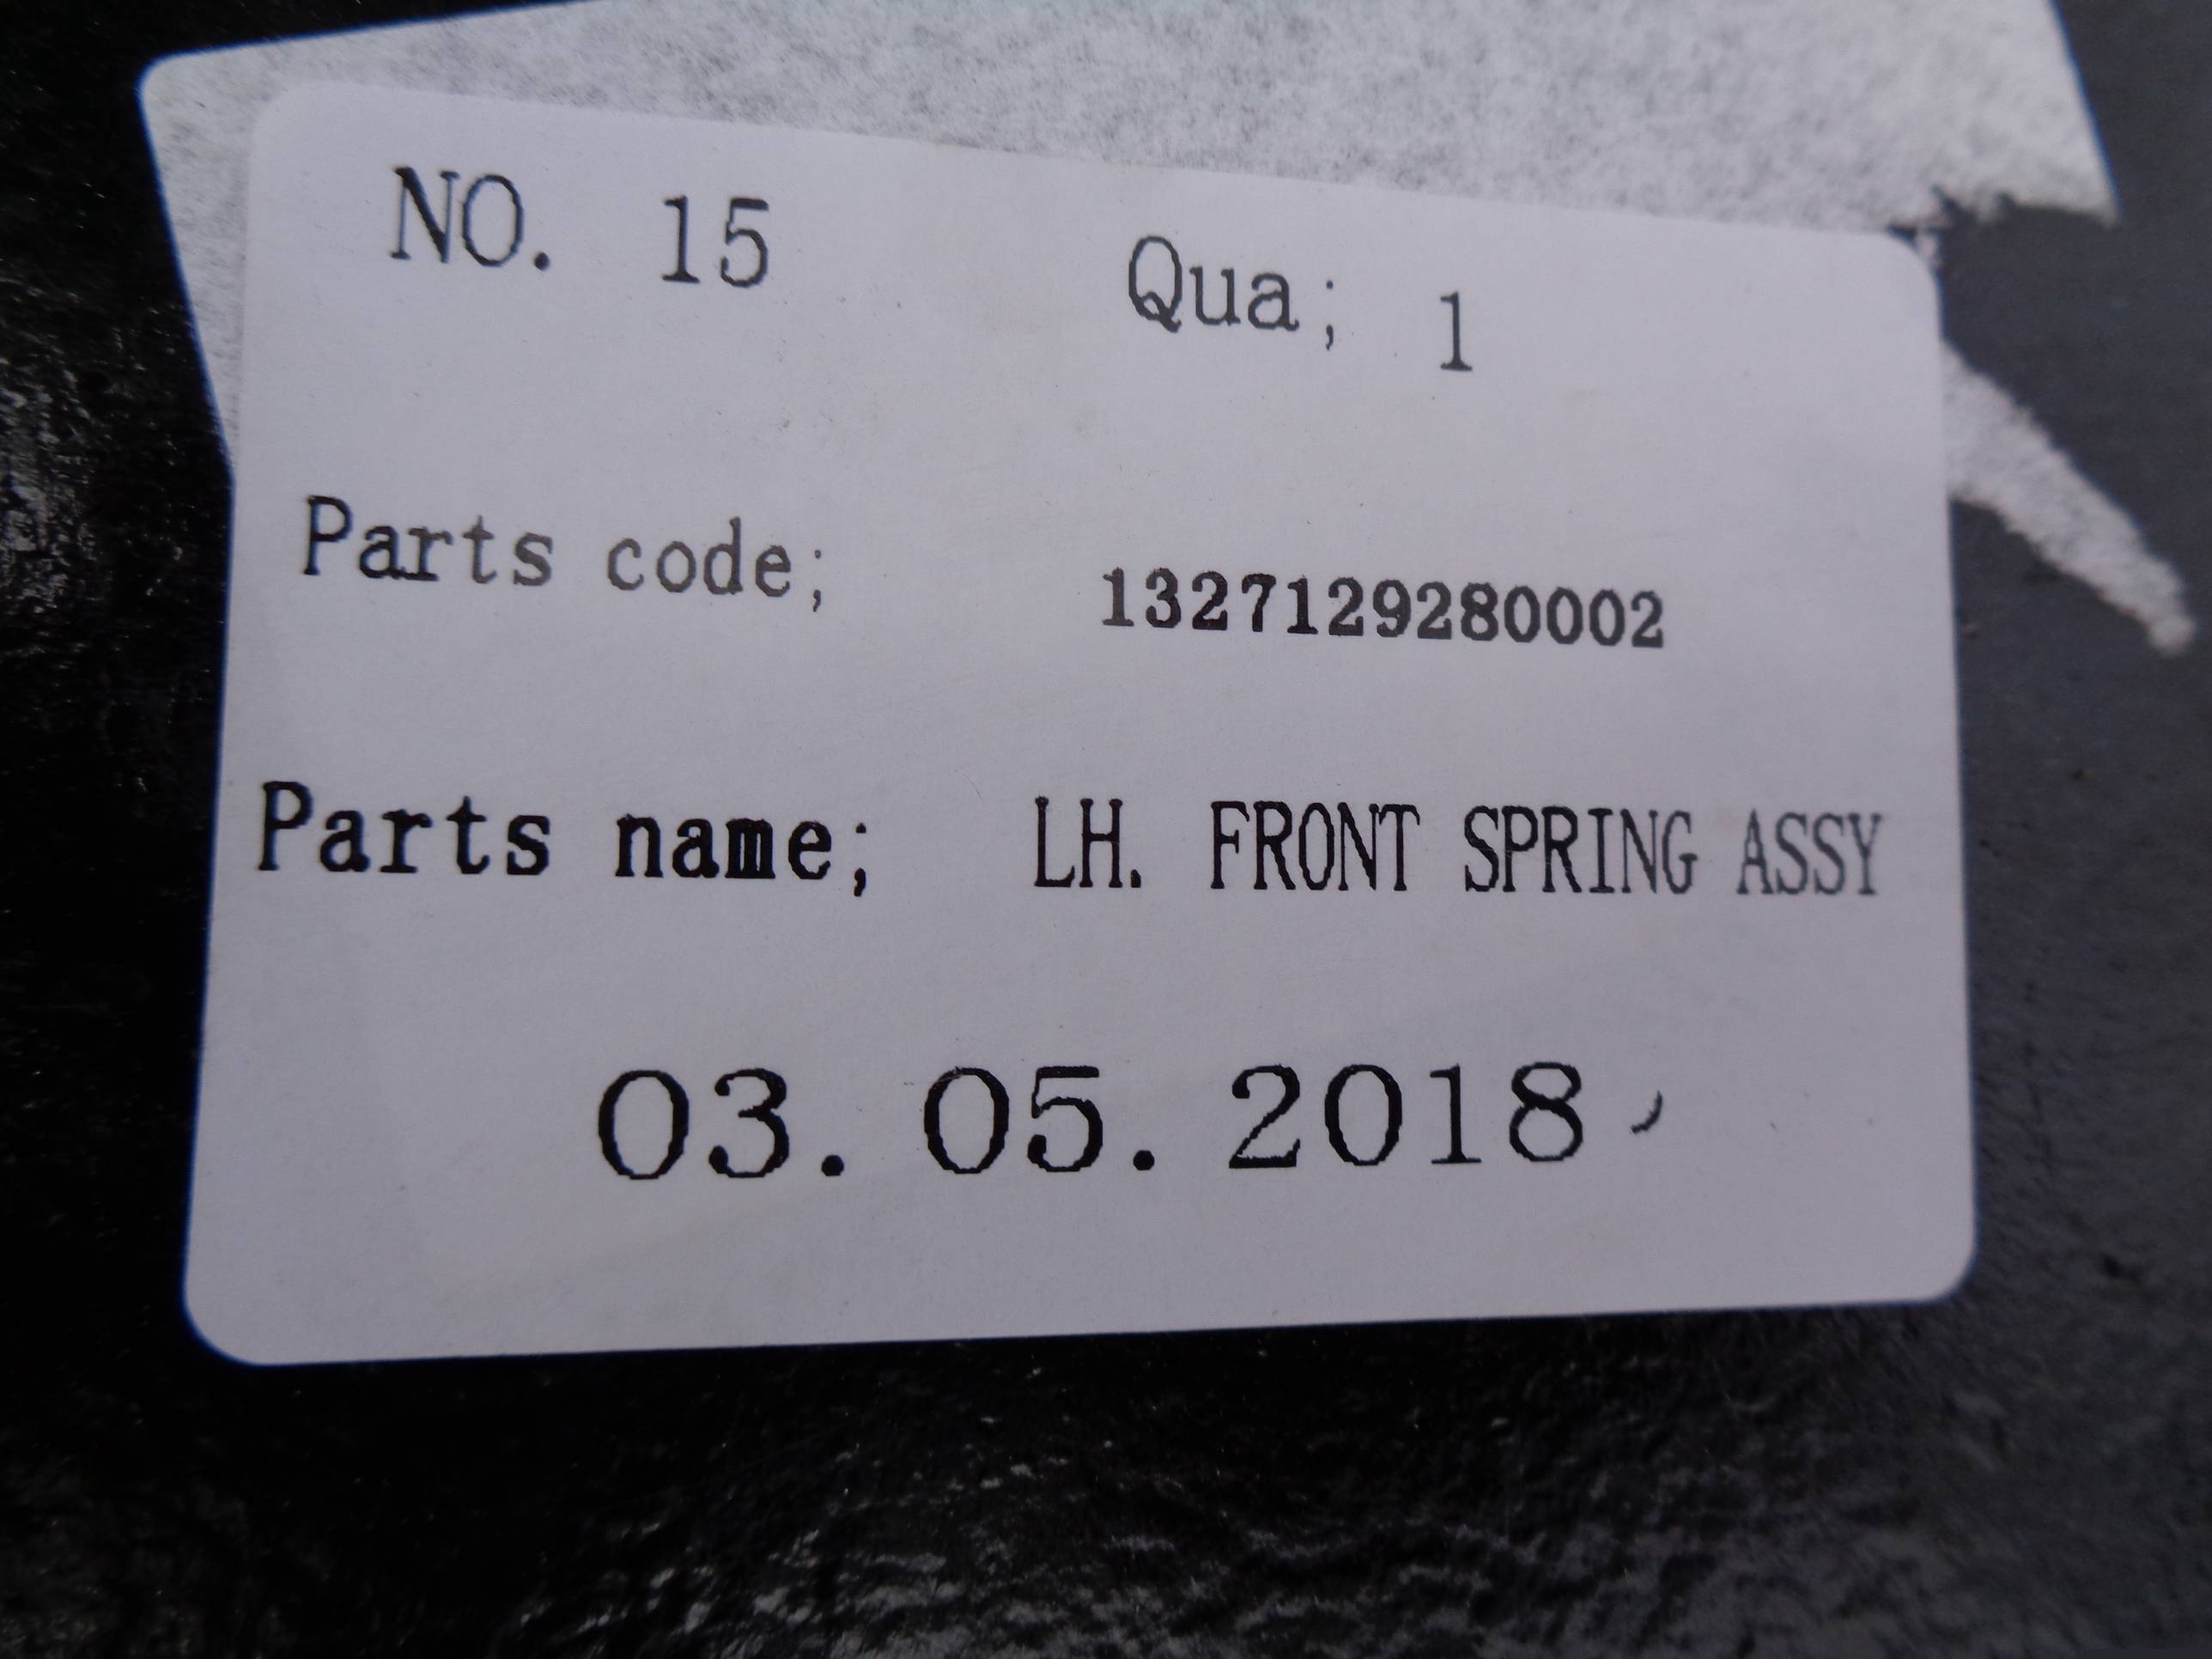 NO. 15 Qua; 1
Parts code; 1327129280002
Parts name; LH. FRONT SPRING ASSY
03. 05. 2018